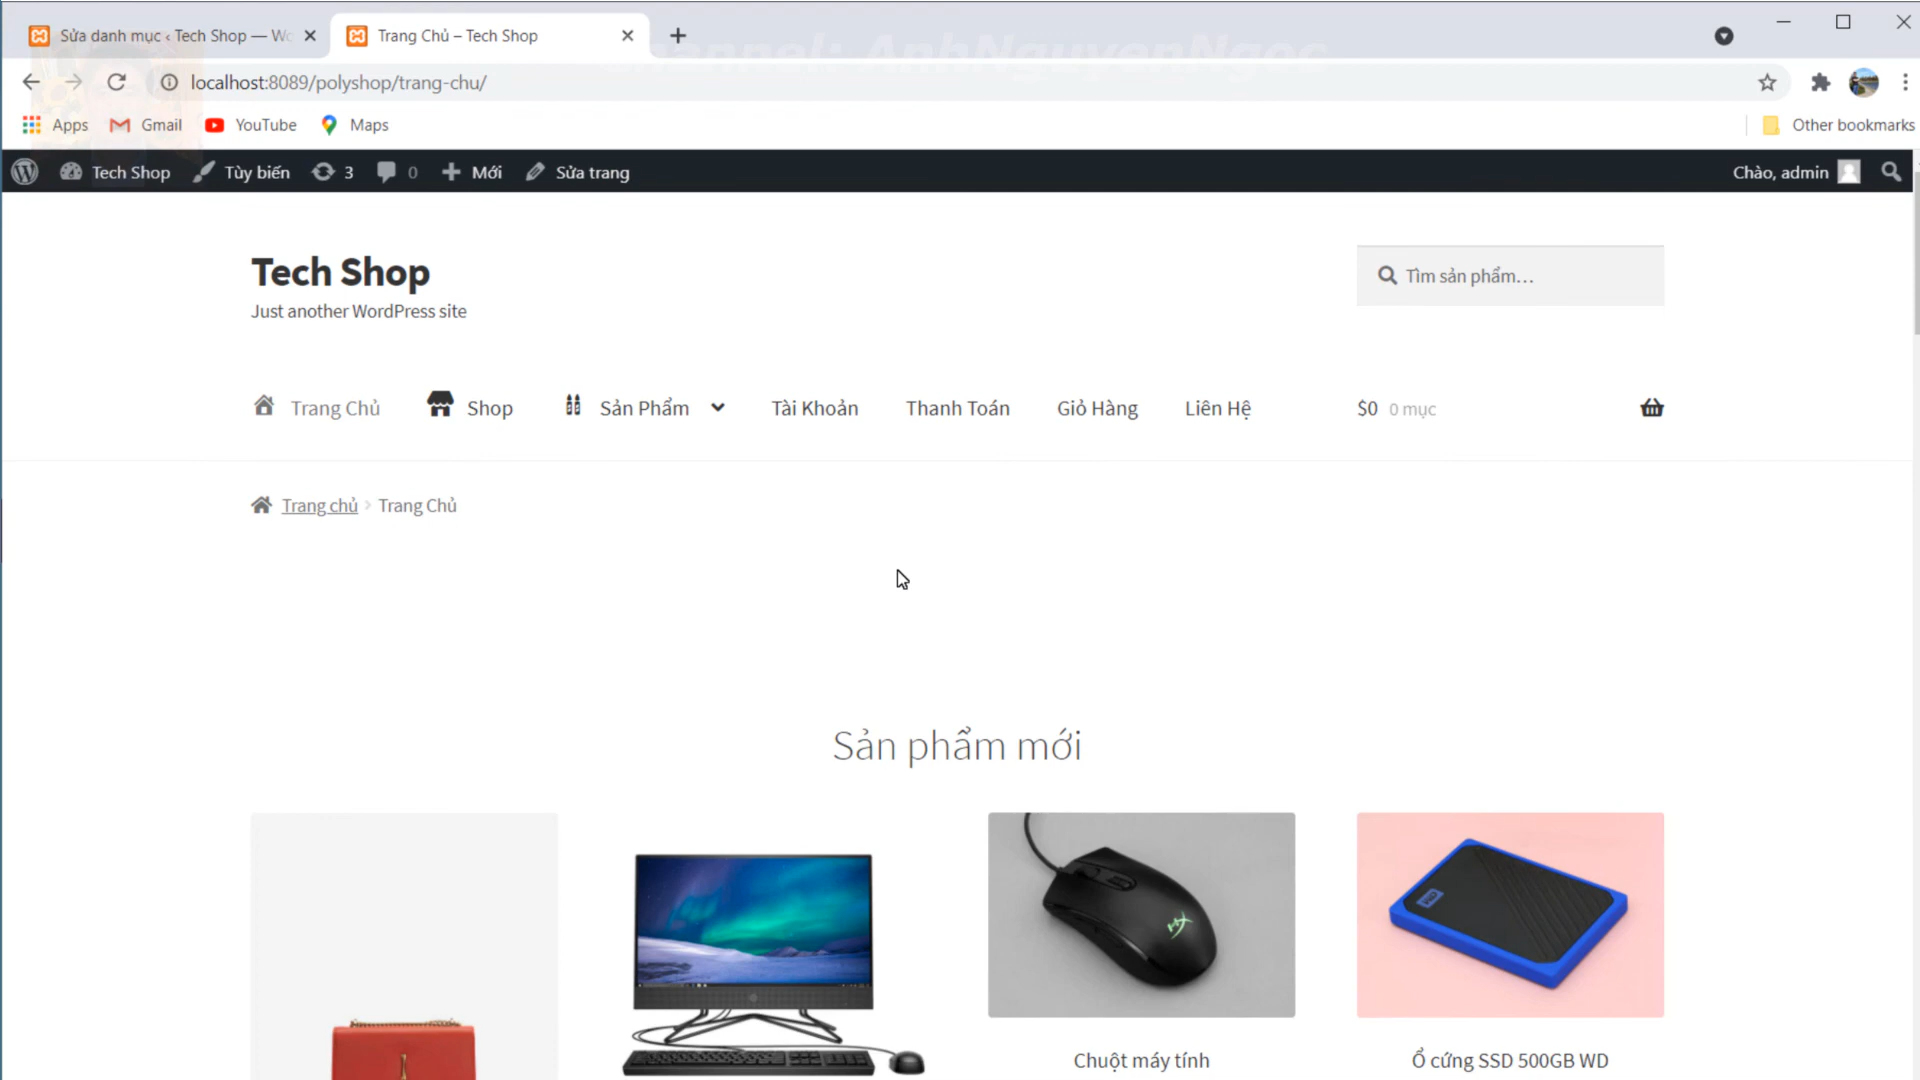 Sửa danh mục ‹ Tech Shop — Wo
Trang Chủ – Tech Shop
hannel: AnhNguyenNgoc
localhost:8089/polyshop/trang-chu/
Apps
Gmail
YouTube
Maps
Other bookmarks
Tech Shop
Tùy biến
3
0
Mới
Sửa trang
Chào, admin
Tech Shop
Just another WordPress site
Tìm sản phẩm…
Trang Chủ
Shop
Sản Phẩm
Tài Khoản
Thanh Toán
Giỏ Hàng
Liên Hệ
$0 0 mục
Trang chủ › Trang Chủ
Sản phẩm mới
Chuột máy tính
Ổ cứng SSD 500GB WD